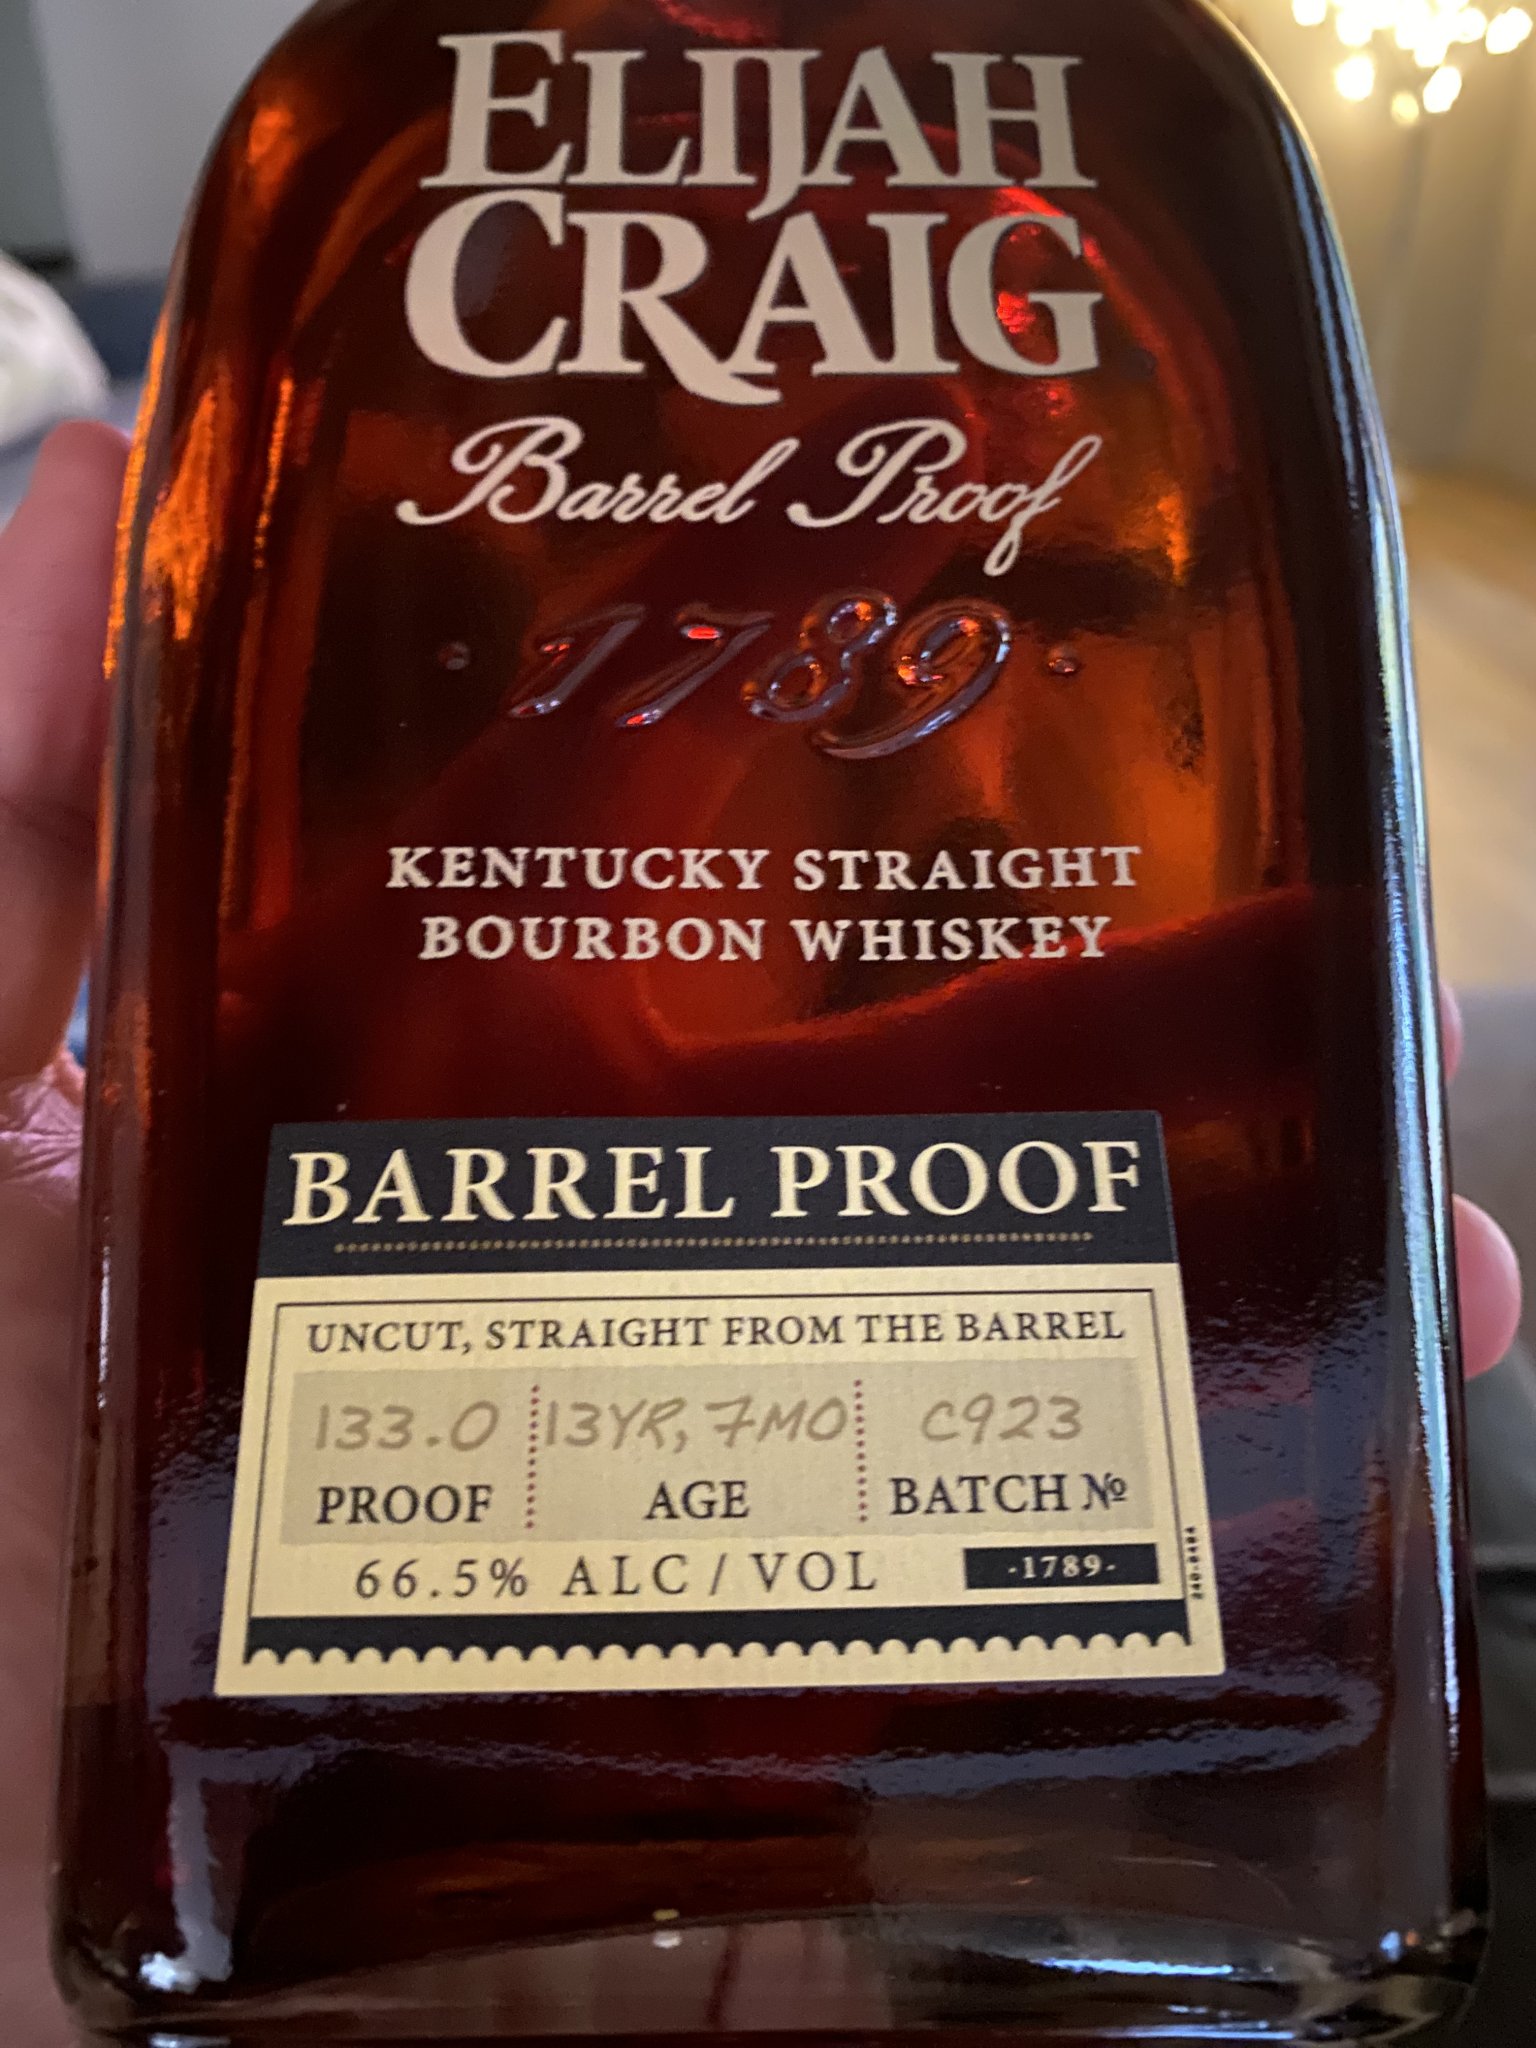 ELIJAH
CRAIG
Barrel Proof
· 1789 ·
KENTUCKY STRAIGHT
BOURBON WHISKEY
BARREL PROOF
UNCUT, STRAIGHT FROM THE BARREL
133.0 13YR, 7MO C923
PROOF AGE BATCH №
66.5% ALC / VOL -1789-